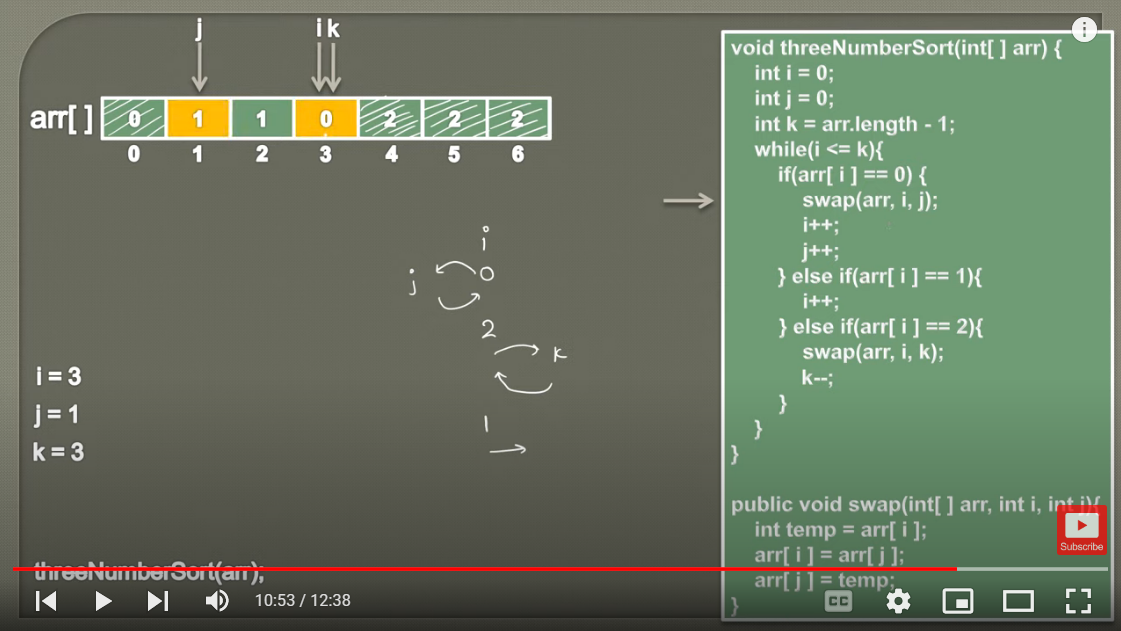 j i k
arr[ ] 0 1 1 0 2 2 2
0 1 2 3 4 5 6
i
j 0
2
k
1
i = 3
j = 1
k = 3
threeNumberSort(arr);
void threeNumberSort(int[ ] arr) {
int i = 0;
int j = 0;
int k = arr.length - 1;
while(i <= k){
if(arr[ i ] == 0) {
swap(arr, i, j);
i++;
j++;
} else if(arr[ i ] == 1){
i++;
} else if(arr[ i ] == 2){
swap(arr, i, k);
k--;
}
}
}
public void swap(int[ ] arr, int i, int j){
int temp = arr[ i ];
arr[ i ] = arr[ j ];
arr[ j ] = temp;
}
Subscribe
10:53 / 12:38
CC